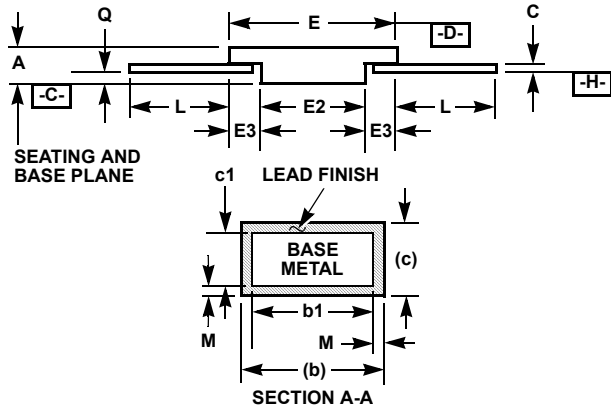 Q E -D- C
A
-C- -H-
L E3 E2 E3 L
SEATING AND
BASE PLANE
c1 LEAD FINISH
BASE
METAL
(c)
b1
M M
(b)
SECTION A-A